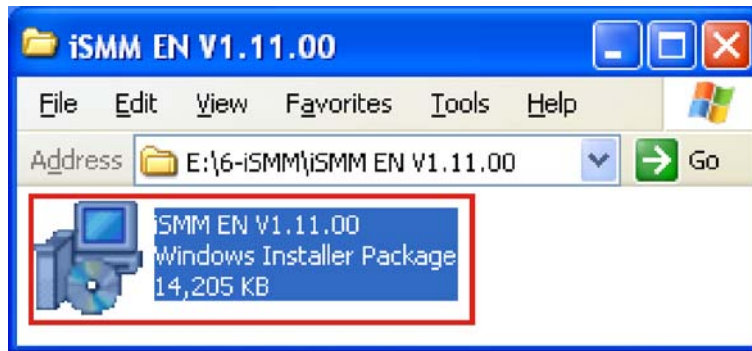 iSMM EN V1.11.00
File Edit View Favorites Tools Help
Address E:\6-iSMM\iSMM EN V1.11.00 Go
iSMM EN V1.11.00
Windows Installer Package
14,205 KB